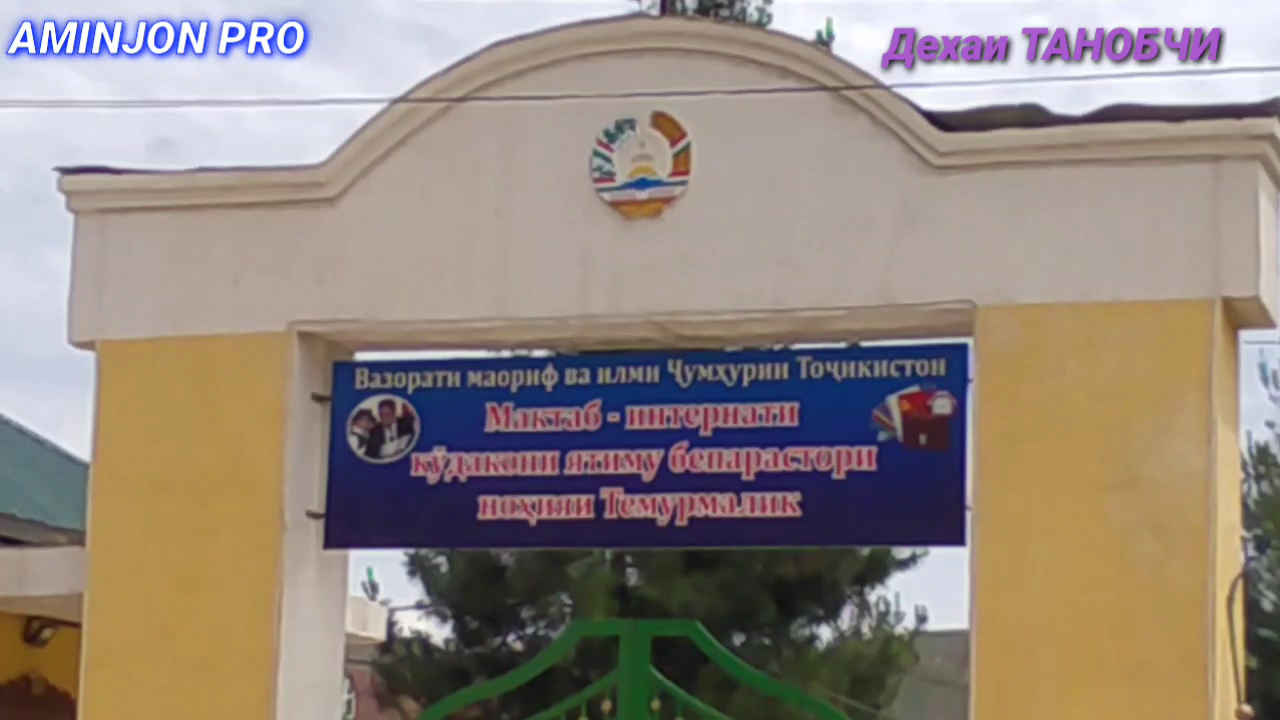 AMINJON PRO
Дехаи ТАНОБЧИ
Вазорати маориф ва илми Ҷумҳурии Тоҷикистон
Мактаб - интернати
кӯдакони ятиму бепарастори
ноҳияи Темурмалик